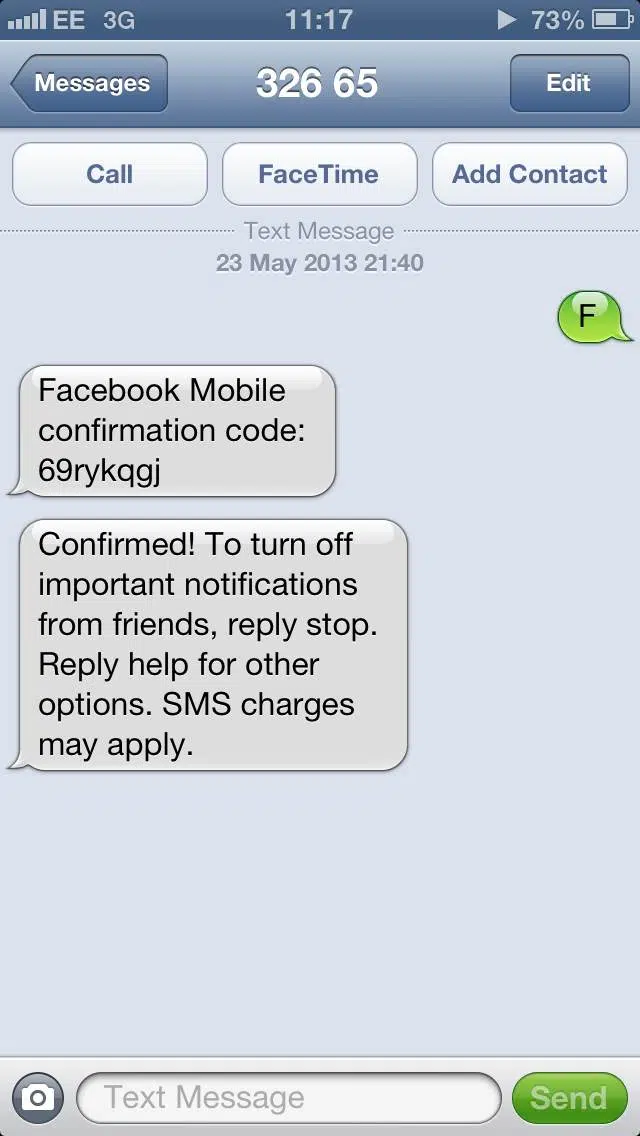 EE 3G 11:17 73%
Messages 326 65 Edit
Call FaceTime Add Contact
Text Message
23 May 2013 21:40
F
Facebook Mobile
confirmation code:
69rykqgj
Confirmed! To turn off
important notifications
from friends, reply stop.
Reply help for other
options. SMS charges
may apply.
Text Message Send